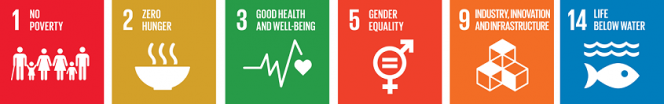 1 NO
POVERTY
2 ZERO
HUNGER
3 GOOD HEALTH
AND WELL-BEING
5 GENDER
EQUALITY
9 INDUSTRY, INNOVATION
AND INFRASTRUCTURE
14 LIFE
BELOW WATER